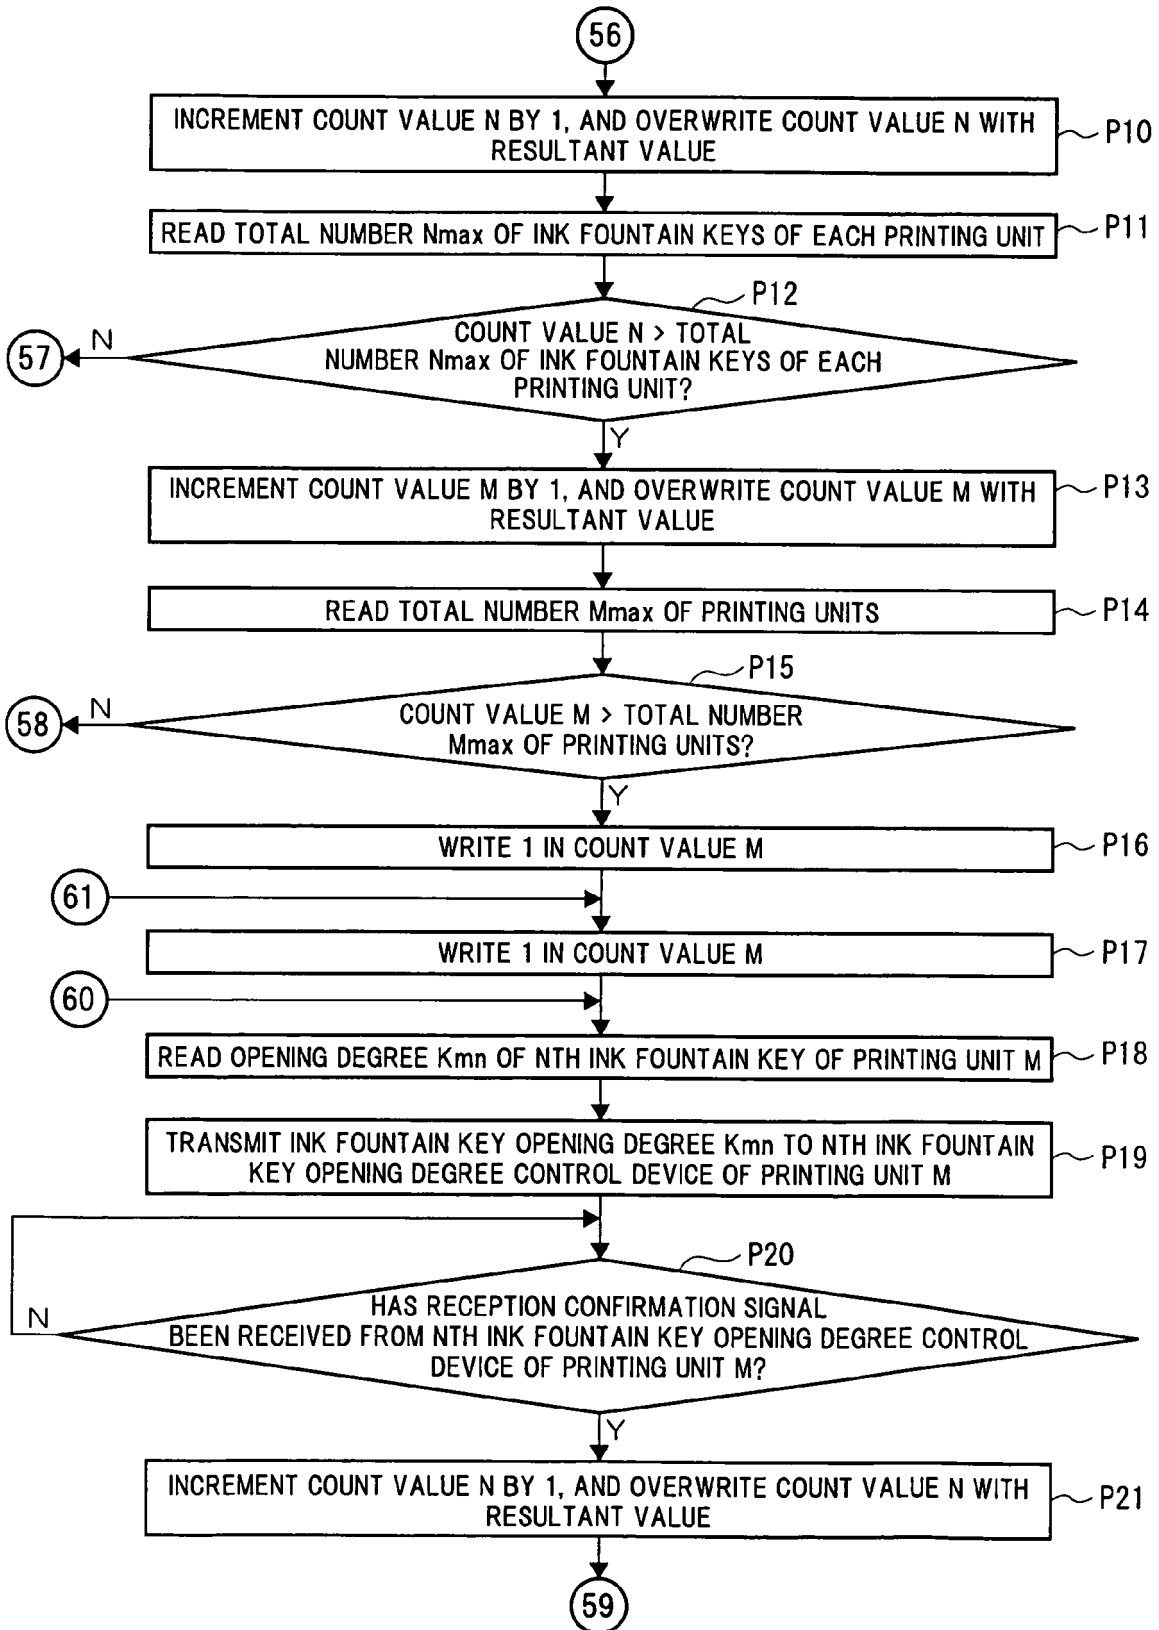 56
INCREMENT COUNT VALUE N BY 1, AND OVERWRITE COUNT VALUE N WITH
RESULTANT VALUE
P10
READ TOTAL NUMBER Nmax OF INK FOUNTAIN KEYS OF EACH PRINTING UNIT
P11
P12
COUNT VALUE N > TOTAL
NUMBER Nmax OF INK FOUNTAIN KEYS OF EACH
PRINTING UNIT?
N
57
Y
INCREMENT COUNT VALUE M BY 1, AND OVERWRITE COUNT VALUE M WITH
RESULTANT VALUE
P13
READ TOTAL NUMBER Mmax OF PRINTING UNITS
P14
P15
COUNT VALUE M > TOTAL NUMBER
Mmax OF PRINTING UNITS?
N
58
Y
WRITE 1 IN COUNT VALUE M
P16
61
WRITE 1 IN COUNT VALUE M
P17
60
READ OPENING DEGREE Kmn OF NTH INK FOUNTAIN KEY OF PRINTING UNIT M
P18
TRANSMIT INK FOUNTAIN KEY OPENING DEGREE Kmn TO NTH INK FOUNTAIN
KEY OPENING DEGREE CONTROL DEVICE OF PRINTING UNIT M
P19
P20
HAS RECEPTION CONFIRMATION SIGNAL
BEEN RECEIVED FROM NTH INK FOUNTAIN KEY OPENING DEGREE CONTROL
DEVICE OF PRINTING UNIT M?
N
Y
INCREMENT COUNT VALUE N BY 1, AND OVERWRITE COUNT VALUE N WITH
RESULTANT VALUE
P21
59